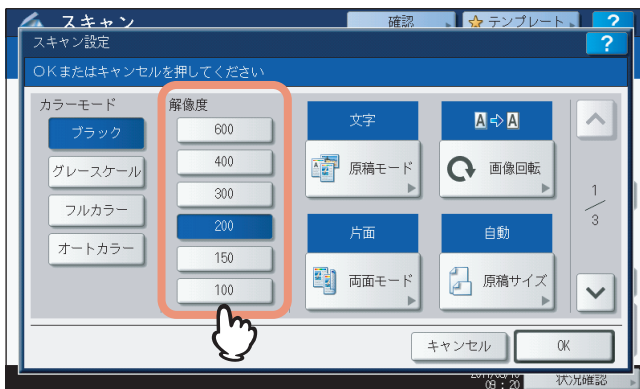 スキャン
確認
テンプレート
?
スキャン設定
?
OKまたはキャンセルを押してください
カラーモード
ブラック
グレースケール
フルカラー
オートカラー
解像度
600
400
300
200
150
100
文字
原稿モード
A⇨A
画像回転
片面
両面モード
自動
原稿サイズ
1
3
キャンセル
OK
09:20
状況確認